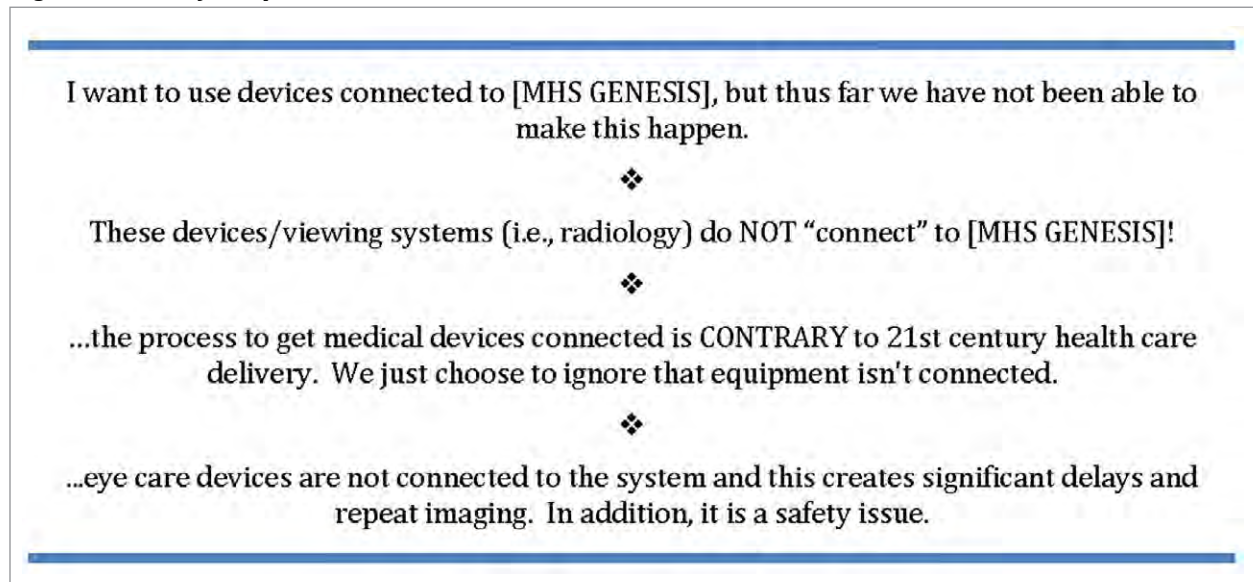 I want to use devices connected to [MHS GENESIS], but thus far we have not been able to
make this happen.
❖
These devices/viewing systems (i.e., radiology) do NOT “connect” to [MHS GENESIS]!
❖
...the process to get medical devices connected is CONTRARY to 21st century health care
delivery.  We just choose to ignore that equipment isn't connected.
❖
...eye care devices are not connected to the system and this creates significant delays and
repeat imaging.  In addition, it is a safety issue.